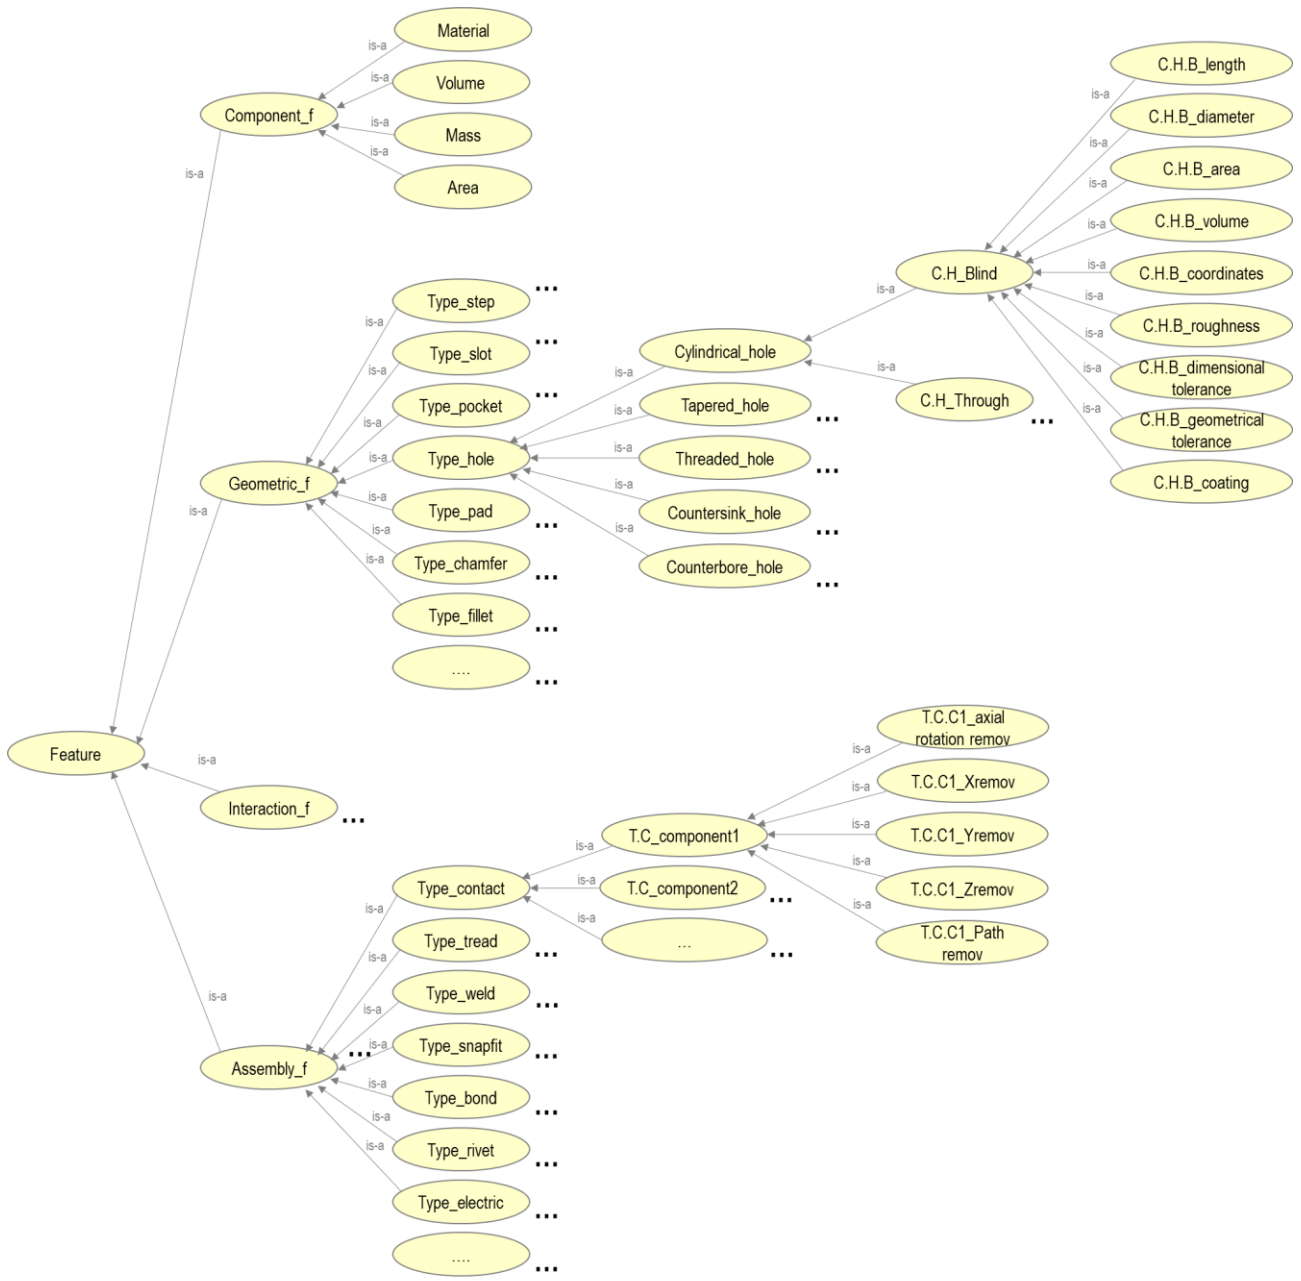 Material
is-a
is-a
Volume
Component_f
is-a
Mass
is-a
Area
is-a
C.H.B_length
is-a
C.H.B_diameter
is-a
C.H.B_area
is-a
C.H.B_volume
is-a
C.H_Blind
is-a
C.H.B_coordinates
is-a
C.H.B_roughness
is-a
C.H.B_dimensional
tolerance
is-a
C.H.B_geometrical
tolerance
is-a
C.H.B_coating
is-a
Cylindrical_hole
is-a
C.H_Through
...
Type_step
...
is-a
Type_slot
...
is-a
Type_pocket
...
is-a
Type_hole
is-a
Geometric_f
is-a
Type_pad
...
is-a
Type_chamfer
...
is-a
Type_fillet
...
is-a
....
...
is-a
Tapered_hole
...
is-a
Threaded_hole
...
is-a
Countersink_hole
...
is-a
Counterbore_hole
...
is-a
Feature
is-a
Interaction_f
...
T.C.C1_axial
rotation remov
is-a
T.C.C1_Xremov
is-a
T.C_component1
is-a
T.C.C1_Yremov
is-a
T.C.C1_Zremov
is-a
T.C.C1_Path
remov
is-a
Type_contact
is-a
T.C_component2
...
is-a
...
...
is-a
Type_tread
...
is-a
Type_weld
...
is-a
...
Type_snapfit
...
is-a
is-a
Assembly_f
Type_bond
...
is-a
Type_rivet
...
is-a
Type_electric
...
is-a
....
...